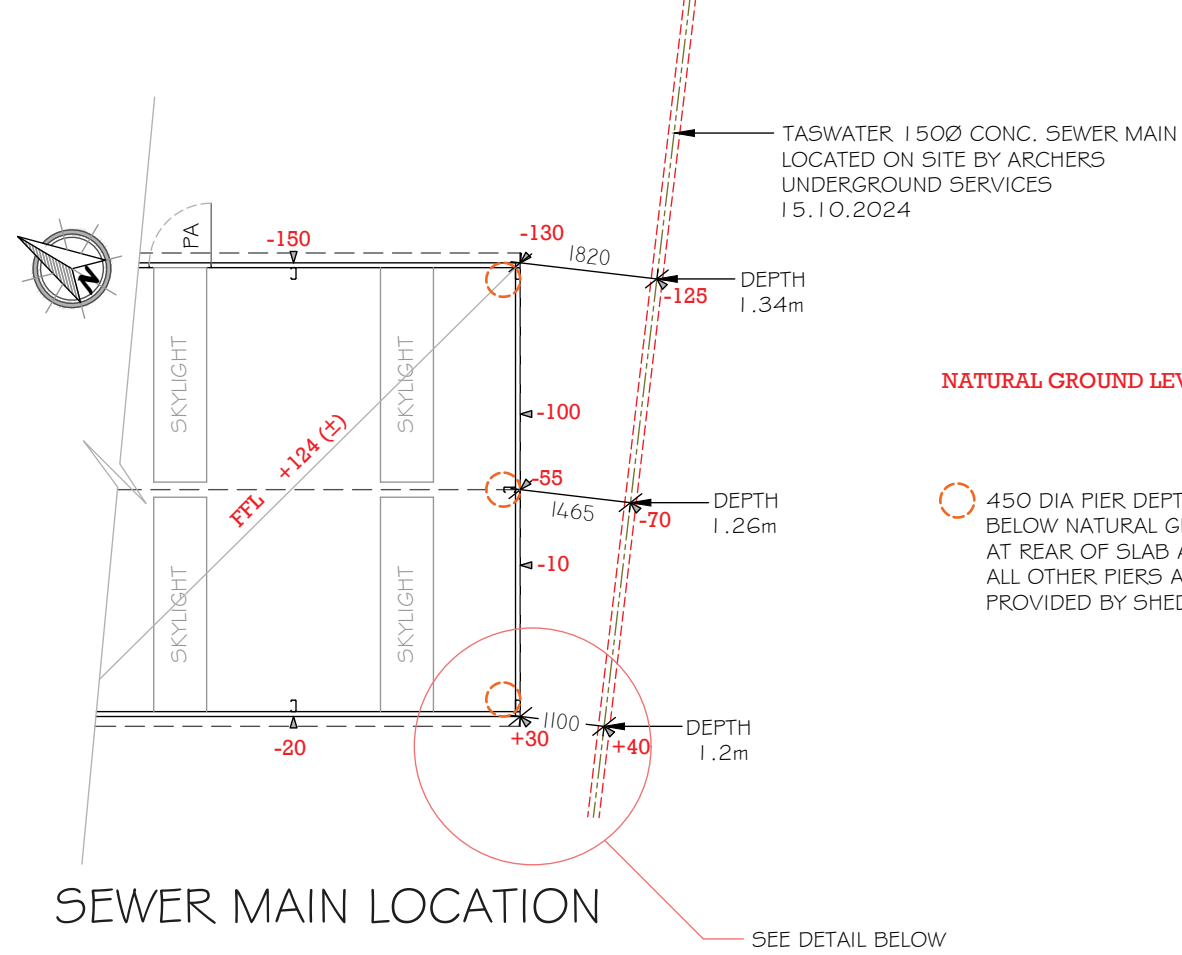 TASWATER 150Ø CONC. SEWER MAIN
LOCATED ON SITE BY ARCHERS
UNDERGROUND SERVICES
15.10.2024
PA
-150
-130
1820
DEPTH
1.34m
-125
N
SKYLIGHT
SKYLIGHT
NATURAL GROUND
-100
FFL +124 (±)
-55
1465
DEPTH
1.26m
-70
450 DIA PIER
BELOW NATURAL
AT REAR OF SLAB
ALL OTHER PIERS
PROVIDED BY
-10
SKYLIGHT
SKYLIGHT
1100
DEPTH
1.2m
-20
+30
+40
SEWER MAIN LOCATION
SEE DETAIL BELOW